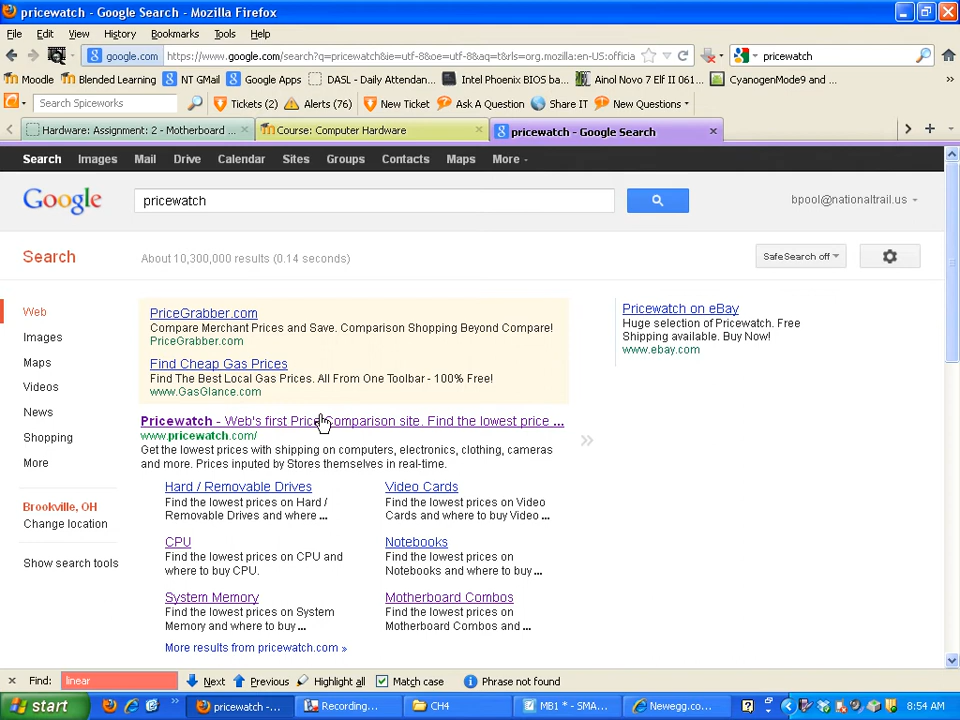 pricewatch - Google Search - Mozilla Firefox
File Edit View History Bookmarks Tools Help
google.com https://www.google.com/search?q=pricewatch&ie=utf-8&oe=utf-8&aq=t&rls=org.mozilla:en-US:officia pricewatch
Moodle Blended Learning NT GMail Google Apps DASL - Daily Attendan... Intel Phoenix BIOS ba... Ainol Novo 7 Elf II 061... CyanogenMode9 and ...
Search Spiceworks Tickets (2) Alerts (76) New Ticket Ask A Question Share IT New Questions
Hardware: Assignment: 2 - Motherboard ... Course: Computer Hardware pricewatch - Google Search
Search Images Mail Drive Calendar Sites Groups Contacts Maps More
Google pricewatch bpool@nationaltrail.us
Search About 10,300,000 results (0.14 seconds) SafeSearch off
Web
Images
Maps
Videos
News
Shopping
More
Brookville, OH
Change location
Show search tools
PriceGrabber.com
Compare Merchant Prices and Save. Comparison Shopping Beyond Compare!
PriceGrabber.com
Find Cheap Gas Prices
Find The Best Local Gas Prices. All From One Toolbar - 100% Free!
www.GasGlance.com
Pricewatch - Web's first Price Comparison site. Find the lowest price ...
www.pricewatch.com/
Get the lowest prices with shipping on computers, electronics, clothing, cameras
and more. Prices inputed by Stores themselves in real-time.
Hard / Removable Drives
Find the lowest prices on Hard /
Removable Drives and where ...
Video Cards
Find the lowest prices on Video
Cards and where to buy Video ...
CPU
Find the lowest prices on CPU and
where to buy CPU.
Notebooks
Find the lowest prices on
Notebooks and where to buy ...
System Memory
Find the lowest prices on System
Memory and where to buy ...
Motherboard Combos
Find the lowest prices on
Motherboard Combos and ...
More results from pricewatch.com »
Pricewatch on eBay
Huge selection of Pricewatch. Free
Shipping available. Buy Now!
www.ebay.com
Find: linear Next Previous Highlight all Match case Phrase not found
start pricewatch -... Recording... CH4 MB1 * - SMA... Newegg.co... 8:54 AM